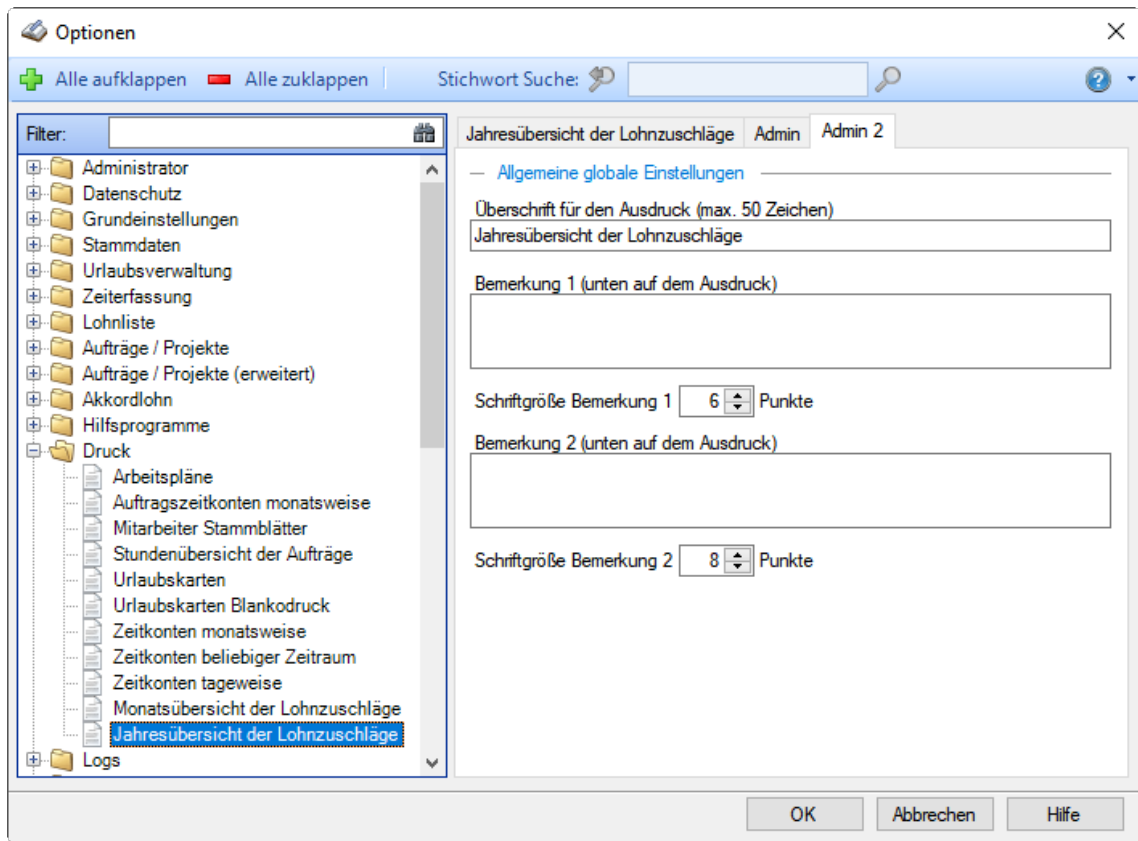 Optionen
Alle aufklappen Alle zuklappen Stichwort Suche:
Filter:
Administrator
Datenschutz
Grundeinstellungen
Stammdaten
Urlaubsverwaltung
Zeiterfassung
Lohnliste
Aufträge / Projekte
Aufträge / Projekte (erweitert)
Akkordlohn
Hilfsprogramme
Druck
Arbeitspläne
Auftragszeitkonten monatsweise
Mitarbeiter Stammblätter
Stundenübersicht der Aufträge
Urlaubskarten
Urlaubskarten Blankodruck
Zeitkonten monatsweise
Zeitkonten beliebiger Zeitraum
Zeitkonten tageweise
Monatsübersicht der Lohnzuschläge
Jahresübersicht der Lohnzuschläge
Logs
Jahresübersicht der Lohnzuschläge Admin Admin 2
Allgemeine globale Einstellungen
Überschrift für den Ausdruck (max. 50 Zeichen)
Jahresübersicht der Lohnzuschläge
Bemerkung 1 (unten auf dem Ausdruck)
Schriftgröße Bemerkung 1 6 Punkte
Bemerkung 2 (unten auf dem Ausdruck)
Schriftgröße Bemerkung 2 8 Punkte
OK Abbrechen Hilfe